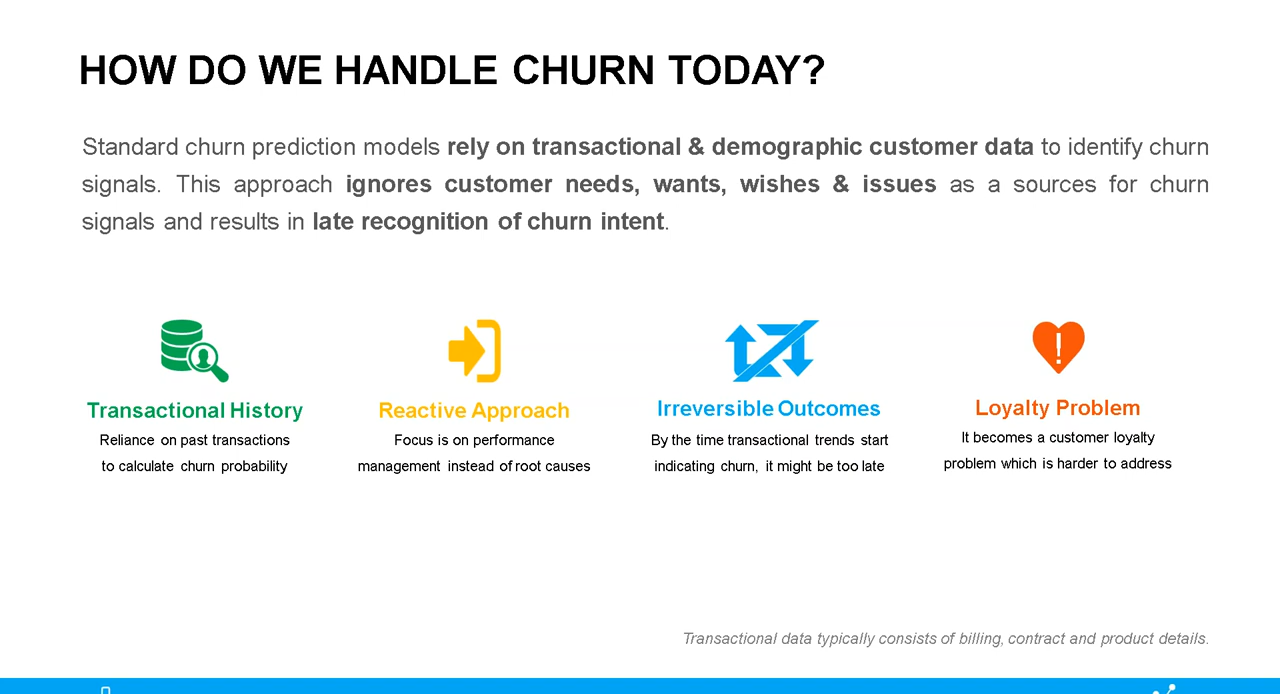 HOW DO WE HANDLE CHURN TODAY?
Standard churn prediction models rely on transactional & demographic customer data to identify churn
signals. This approach ignores customer needs, wants, wishes & issues as a sources for churn
signals and results in late recognition of churn intent.
Transactional History
Reliance on past transactions
to calculate churn probability
Reactive Approach
Focus is on performance
management instead of root causes
Irreversible Outcomes
By the time transactional trends start
indicating churn, it might be too late
Loyalty Problem
It becomes a customer loyalty
problem which is harder to address
Transactional data typically consists of billing, contract and product details.